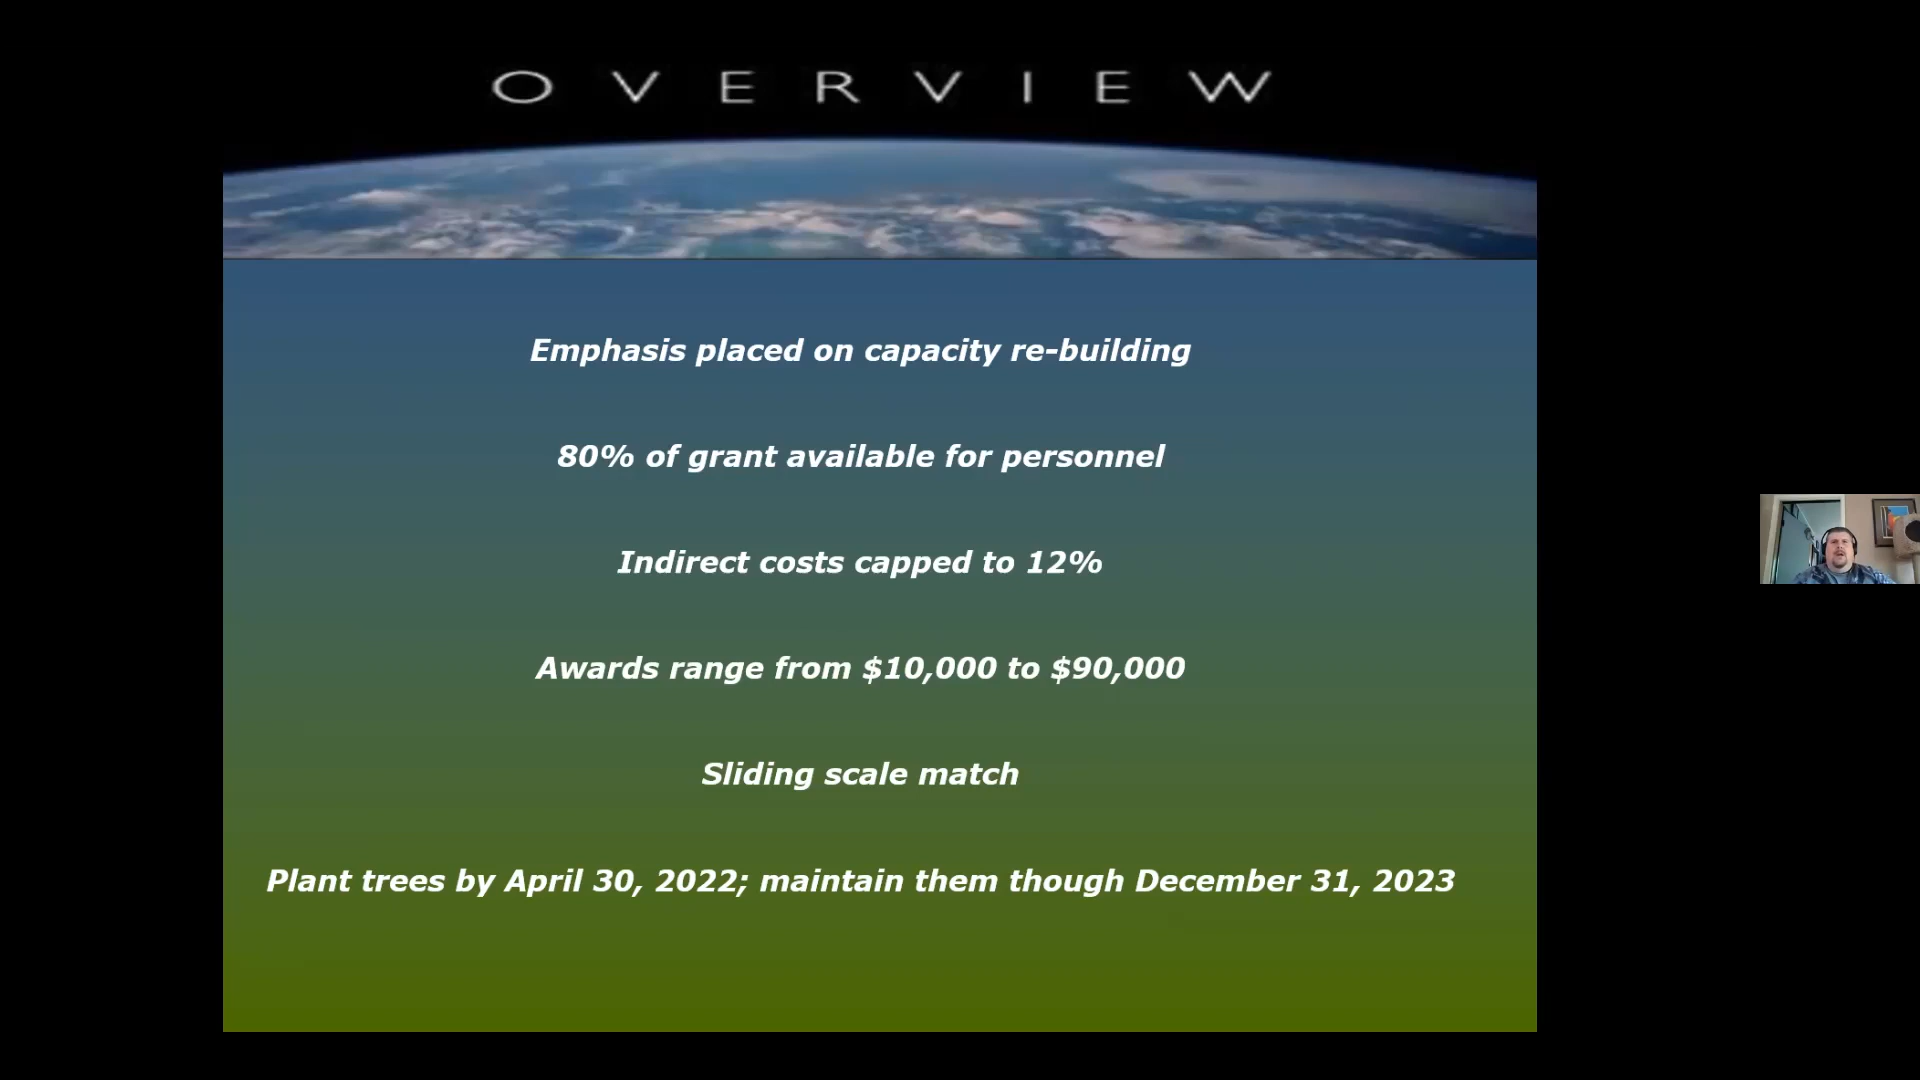 OVERVIEW
Emphasis placed on capacity re-building
80% of grant available for personnel
Indirect costs capped to 12%
Awards range from $10,000 to $90,000
Sliding scale match
Plant trees by April 30, 2022; maintain them though December 31, 2023